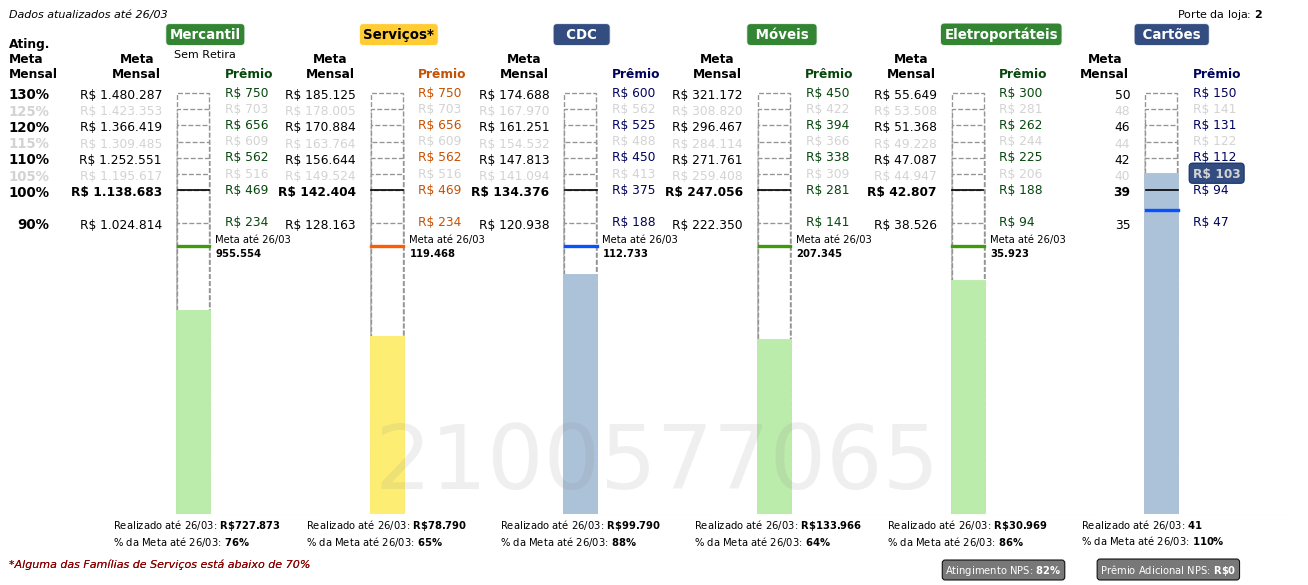 Dados atualizados até 26/03 Porte da loja: 2
Mercantil Serviços* CDC Móveis Eletroportáteis Cartões
Sem Retira
Ating. Meta Mensal Meta Mensal Prêmio Meta Mensal Prêmio Meta Mensal Prêmio Meta Mensal Prêmio Meta Mensal Prêmio Meta Mensal Prêmio
130% R$ 1.480.287 R$ 750 R$ 185.125 R$ 750 R$ 174.688 R$ 600 R$ 321.172 R$ 450 R$ 55.649 R$ 300 50 R$ 150
125% R$ 1.423.353 R$ 703 R$ 178.005 R$ 703 R$ 167.970 R$ 562 R$ 308.820 R$ 422 R$ 53.508 R$ 281 48 R$ 141
120% R$ 1.366.419 R$ 656 R$ 170.884 R$ 656 R$ 161.251 R$ 525 R$ 296.467 R$ 394 R$ 51.368 R$ 262 46 R$ 131
115% R$ 1.309.485 R$ 609 R$ 163.764 R$ 609 R$ 154.532 R$ 488 R$ 284.114 R$ 366 R$ 49.228 R$ 244 44 R$ 122
110% R$ 1.252.551 R$ 562 R$ 156.644 R$ 562 R$ 147.813 R$ 450 R$ 271.761 R$ 338 R$ 47.087 R$ 225 42 R$ 112
105% R$ 1.195.617 R$ 516 R$ 149.524 R$ 516 R$ 141.094 R$ 413 R$ 259.408 R$ 309 R$ 44.947 R$ 206 40 R$ 103
100% R$ 1.138.683 R$ 469 R$ 142.404 R$ 469 R$ 134.376 R$ 375 R$ 247.056 R$ 281 R$ 42.807 R$ 188 39 R$ 94
90% R$ 1.024.814 R$ 234 R$ 128.163 R$ 234 R$ 120.938 R$ 188 R$ 222.350 R$ 141 R$ 38.526 R$ 94 35 R$ 47
Meta até 26/03 Meta até 26/03 Meta até 26/03 Meta até 26/03 Meta até 26/03
955.554 119.468 112.733 207.345 35.923
2100577065
Realizado até 26/03: R$727.873 Realizado até 26/03: R$78.790 Realizado até 26/03: R$99.790 Realizado até 26/03: R$133.966 Realizado até 26/03: R$30.969 Realizado até 26/03: 41
% da Meta até 26/03: 76% % da Meta até 26/03: 65% % da Meta até 26/03: 88% % da Meta até 26/03: 64% % da Meta até 26/03: 86% % da Meta até 26/03: 110%
*Alguma das Famílias de Serviços está abaixo de 70% Atingimento NPS: 82% Prêmio Adicional NPS: R$0